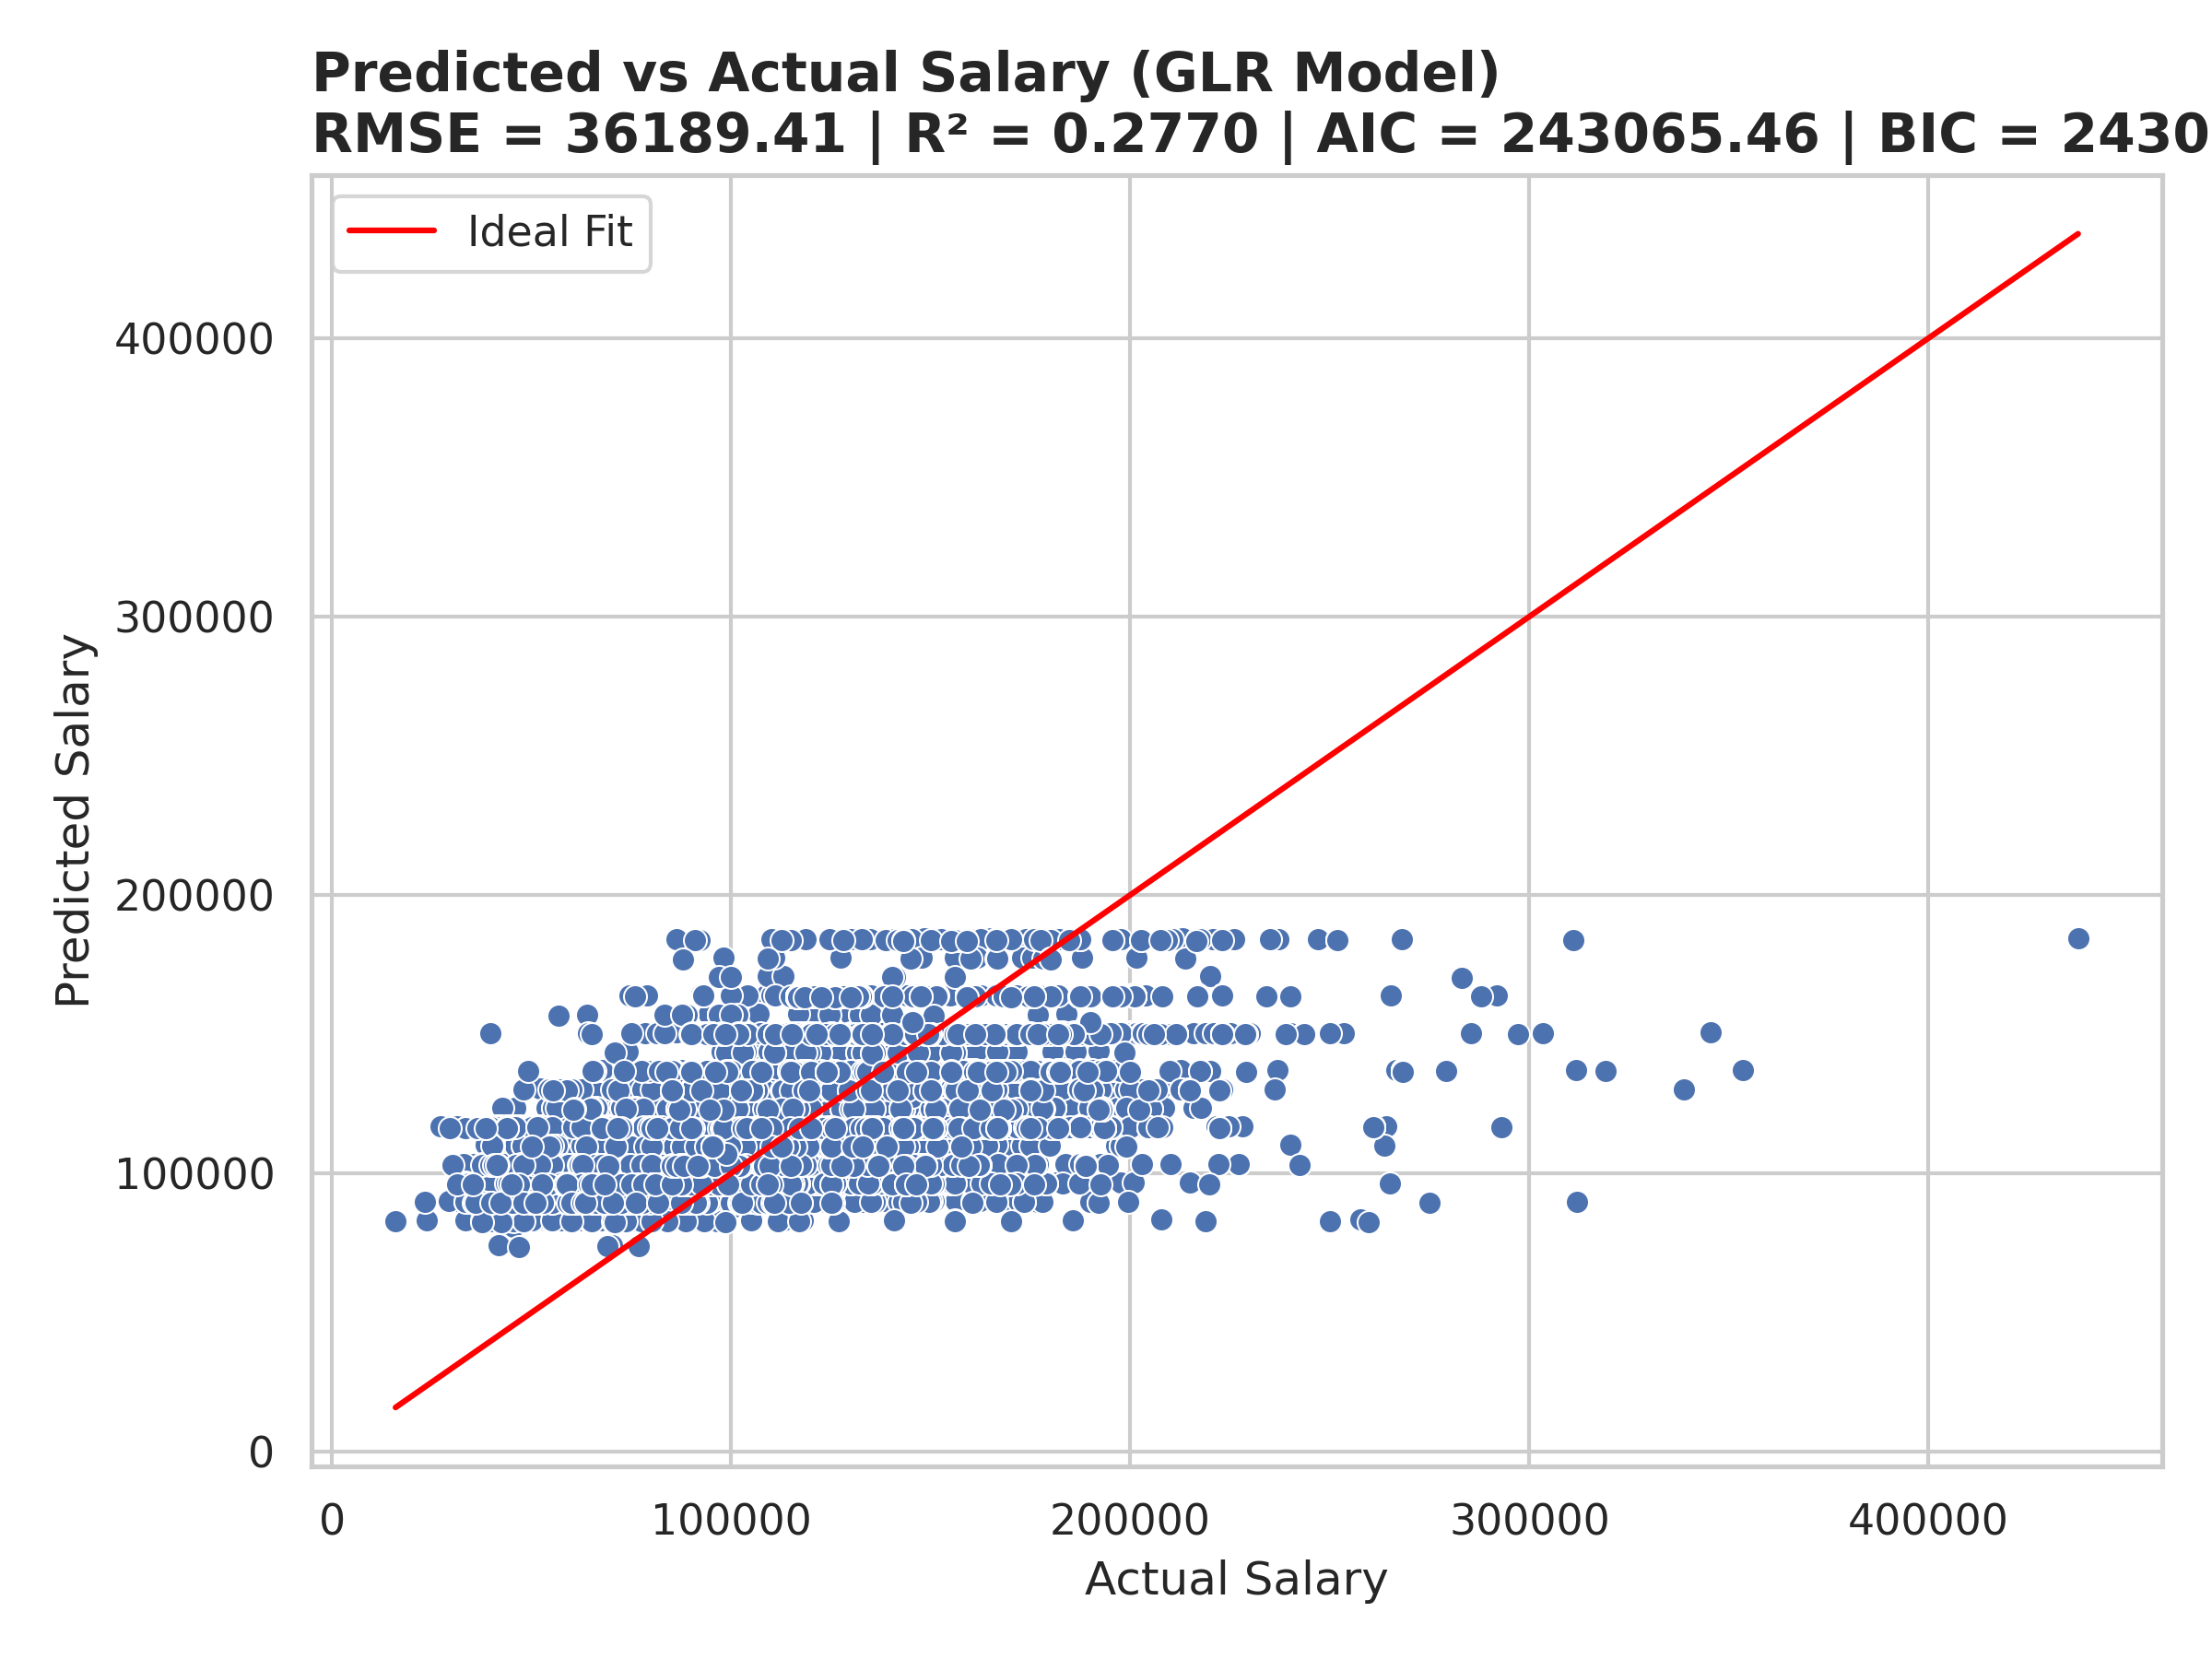 Predicted vs Actual Salary (GLR Model)
RMSE = 36189.41 | R² = 0.2770 | AIC = 243065.46 | BIC = 2430
Ideal Fit
400000
300000
200000
100000
0
Predicted Salary
0 100000 200000 300000 400000
Actual Salary